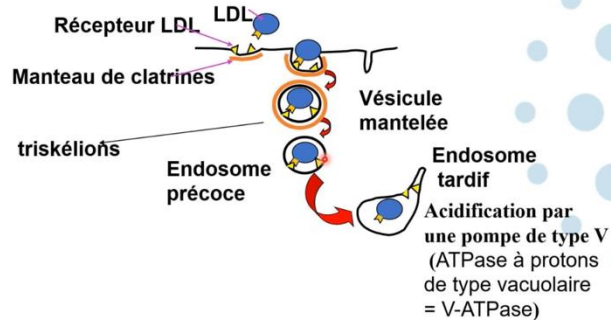 LDL
Récepteur LDL
Manteau de clatrines
Vésicule
mantelée
triskélions
Endosome
précoce
Endosome
tardif
Acidification par
une pompe de type V
(ATPase à protons
de type vacuolaire
= V-ATPase)